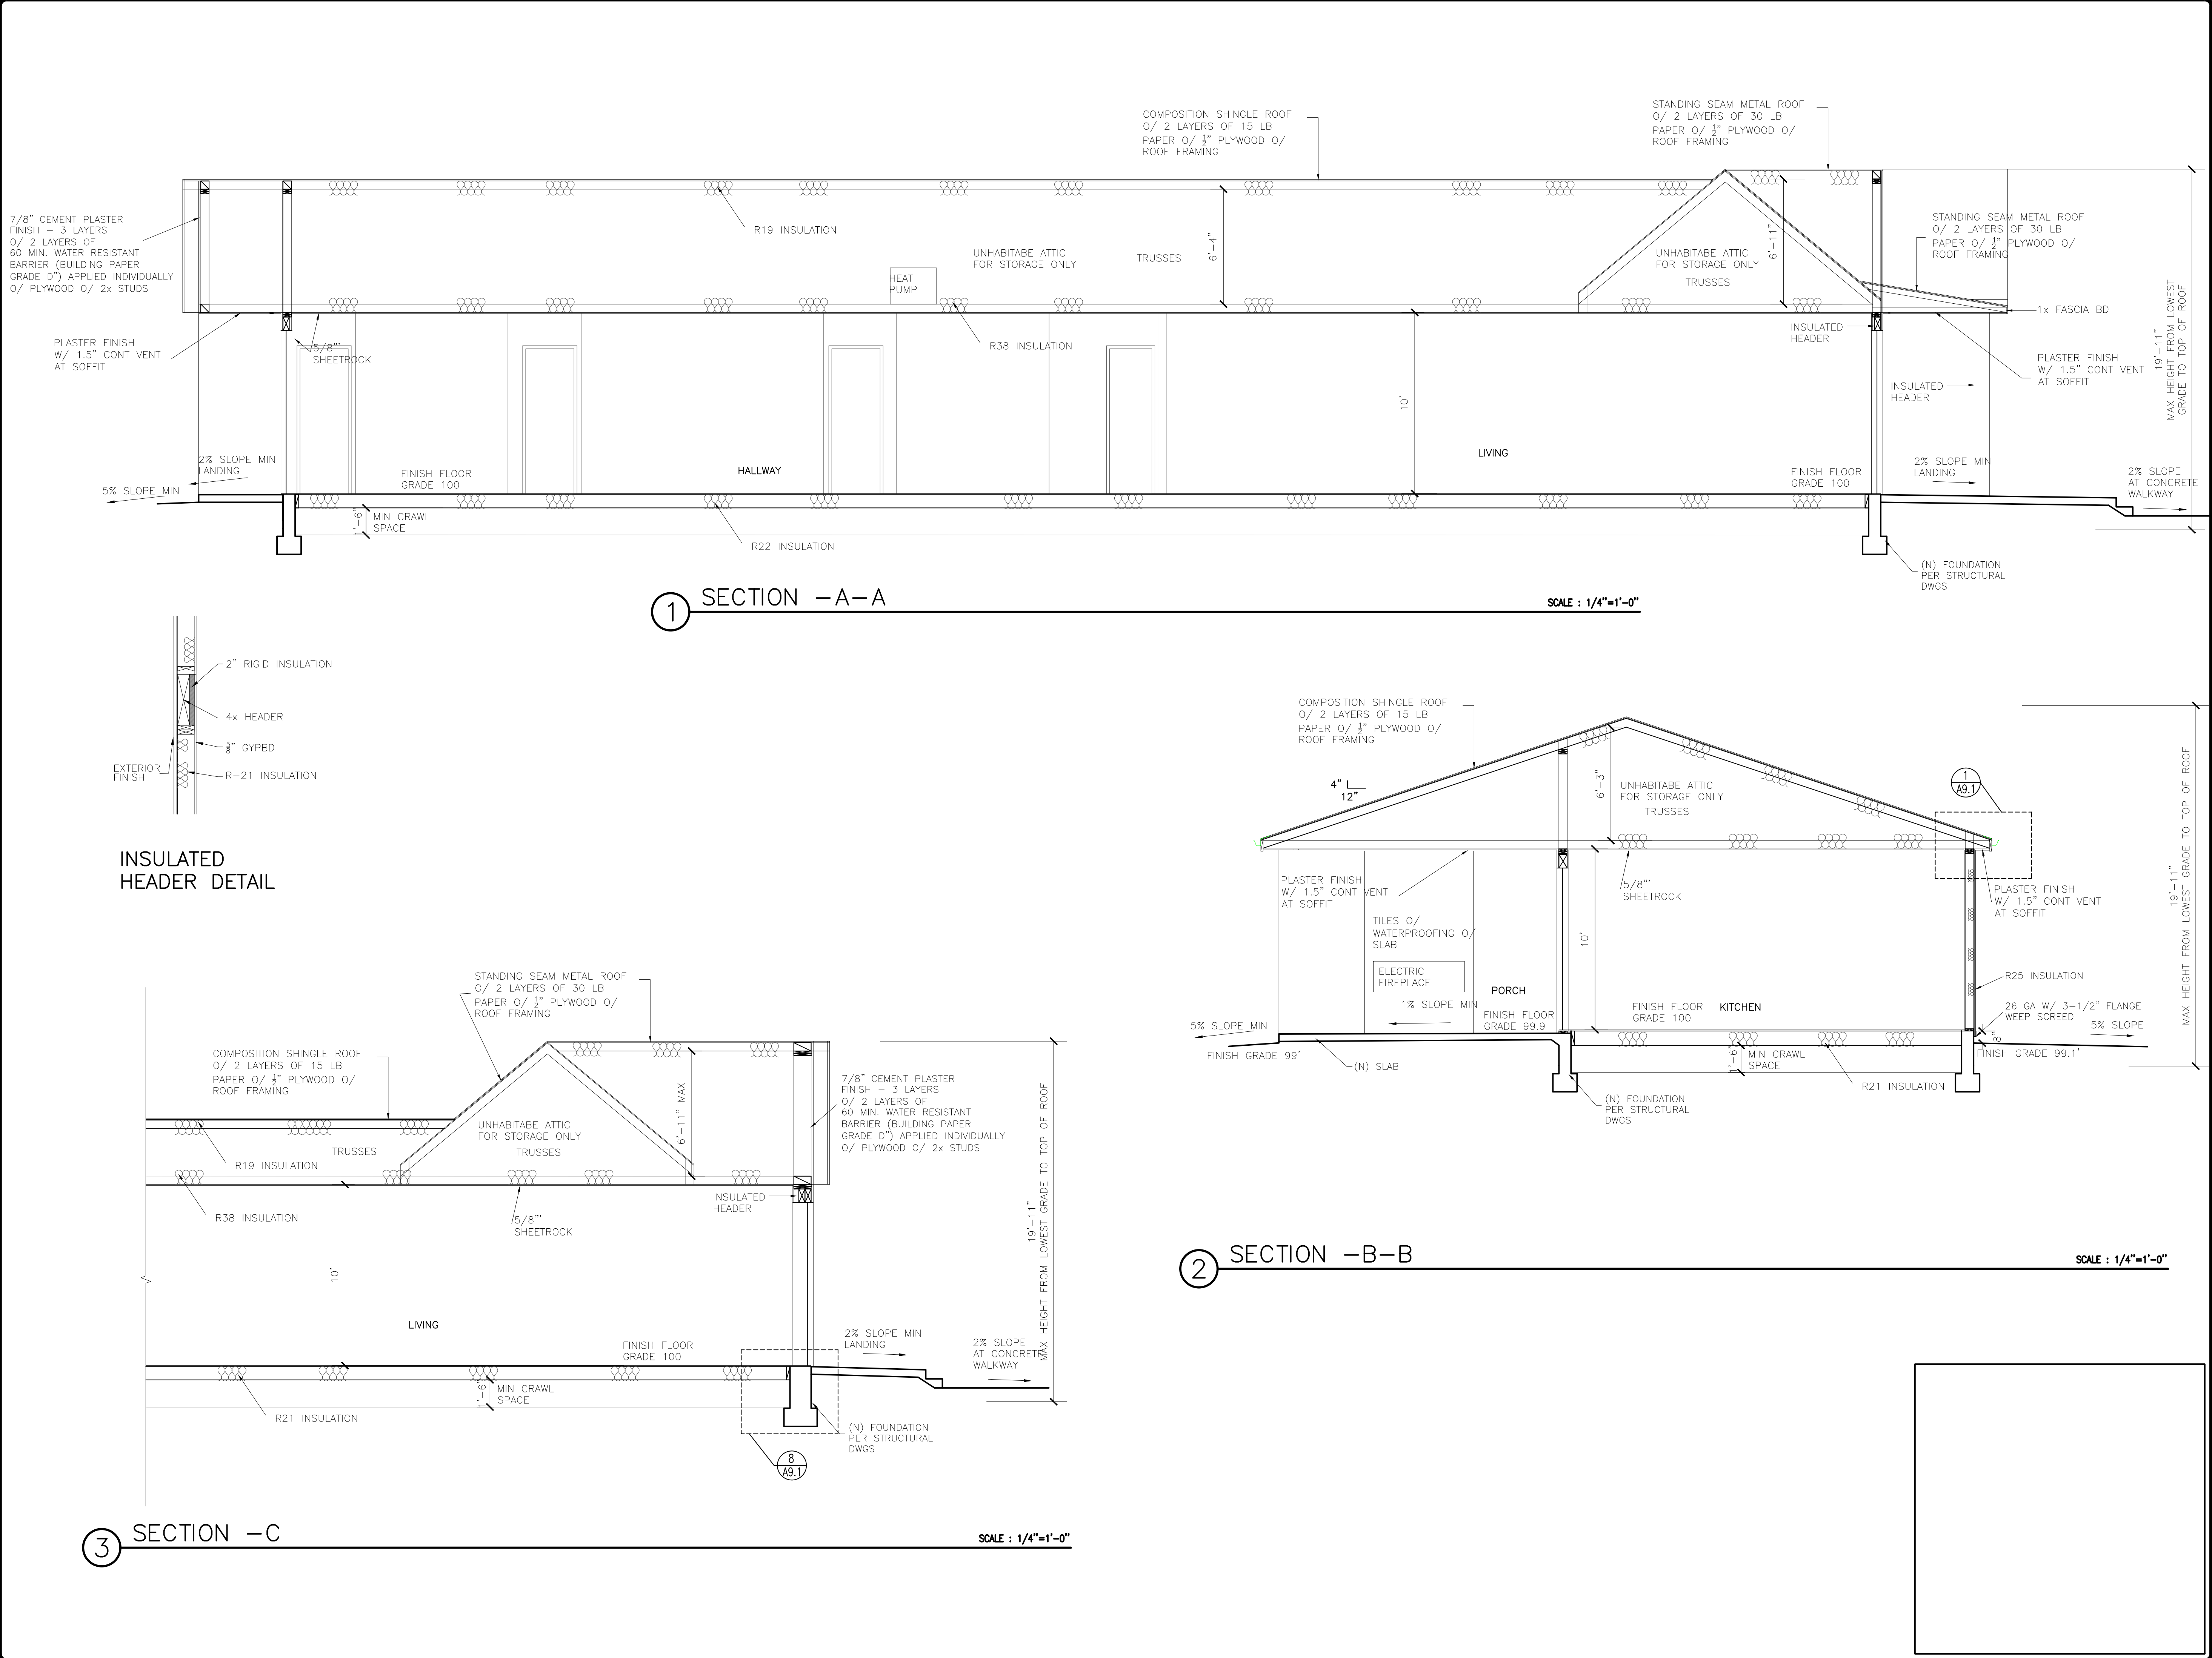 COMPOSITION SHINGLE ROOF
O/ 2 LAYERS OF 15 LB
PAPER O/ 1/2" PLYWOOD O/
ROOF FRAMING
STANDING SEAM METAL ROOF
O/ 2 LAYERS OF 30 LB
PAPER O/ 1/2" PLYWOOD O/
ROOF FRAMING
7/8" CEMENT PLASTER
FINISH – 3 LAYERS
O/ 2 LAYERS OF
60 MIN. WATER RESISTANT
BARRIER (BUILDING PAPER
GRADE D") APPLIED INDIVIDUALLY
O/ PLYWOOD O/ 2x STUDS
R19 INSULATION
UNHABITABE ATTIC
FOR STORAGE ONLY
TRUSSES
6'-4"
HEAT
PUMP
UNHABITABE ATTIC
FOR STORAGE ONLY
TRUSSES
6'-11"
STANDING SEAM METAL ROOF
O/ 2 LAYERS OF 30 LB
PAPER O/ 1/2" PLYWOOD O/
ROOF FRAMING
1x FASCIA BD
PLASTER FINISH
W/ 1.5" CONT VENT
AT SOFFIT
5/8"'
SHEETROCK
R38 INSULATION
INSULATED
HEADER
PLASTER FINISH
W/ 1.5" CONT VENT
AT SOFFIT
INSULATED
HEADER
19'-11"
MAX HEIGHT FROM LOWEST
GRADE TO TOP OF ROOF
10'
2% SLOPE MIN
LANDING
5% SLOPE MIN
FINISH FLOOR
GRADE 100
HALLWAY
LIVING
FINISH FLOOR
GRADE 100
2% SLOPE MIN
LANDING
2% SLOPE
AT CONCRETE
WALKWAY
1'-6"
MIN CRAWL
SPACE
R22 INSULATION
(N) FOUNDATION
PER STRUCTURAL
DWGS
1
SECTION -A-A
SCALE : 1/4"=1'-0"
2" RIGID INSULATION
4x HEADER
5/8" GYPBD
EXTERIOR
FINISH
R-21 INSULATION
INSULATED
HEADER DETAIL
COMPOSITION SHINGLE ROOF
O/ 2 LAYERS OF 15 LB
PAPER O/ 1/2" PLYWOOD O/
ROOF FRAMING
4"
12"
6'-3"
UNHABITABE ATTIC
FOR STORAGE ONLY
TRUSSES
1
A9.1
PLASTER FINISH
W/ 1.5" CONT VENT
AT SOFFIT
5/8"'
SHEETROCK
PLASTER FINISH
W/ 1.5" CONT VENT
AT SOFFIT
TILES O/
WATERPROOFING O/
SLAB
ELECTRIC
FIREPLACE
10'
PORCH
1% SLOPE MIN
FINISH FLOOR
GRADE 99.9
FINISH FLOOR
GRADE 100
KITCHEN
R25 INSULATION
26 GA W/ 3-1/2" FLANGE
WEEP SCREED
5% SLOPE
8"
5% SLOPE MIN
FINISH GRADE 99'
(N) SLAB
1'-6"
MIN CRAWL
SPACE
FINISH GRADE 99.1'
R21 INSULATION
(N) FOUNDATION
PER STRUCTURAL
DWGS
19'-11"
MAX HEIGHT FROM LOWEST GRADE TO TOP OF ROOF
2
SECTION -B-B
SCALE : 1/4"=1'-0"
STANDING SEAM METAL ROOF
O/ 2 LAYERS OF 30 LB
PAPER O/ 1/2" PLYWOOD O/
ROOF FRAMING
COMPOSITION SHINGLE ROOF
O/ 2 LAYERS OF 15 LB
PAPER O/ 1/2" PLYWOOD O/
ROOF FRAMING
7/8" CEMENT PLASTER
FINISH – 3 LAYERS
O/ 2 LAYERS OF
60 MIN. WATER RESISTANT
BARRIER (BUILDING PAPER
GRADE D") APPLIED INDIVIDUALLY
O/ PLYWOOD O/ 2x STUDS
6'-11" MAX
UNHABITABE ATTIC
FOR STORAGE ONLY
TRUSSES
TRUSSES
R19 INSULATION
R38 INSULATION
5/8"'
SHEETROCK
INSULATED
HEADER
10'
LIVING
FINISH FLOOR
GRADE 100
2% SLOPE MIN
LANDING
2% SLOPE
AT CONCRETE
WALKWAY
1'-6"
MIN CRAWL
SPACE
R21 INSULATION
(N) FOUNDATION
PER STRUCTURAL
DWGS
8
A9.1
19'-11"
MAX HEIGHT FROM LOWEST GRADE TO TOP OF ROOF
3
SECTION -C
SCALE : 1/4"=1'-0"